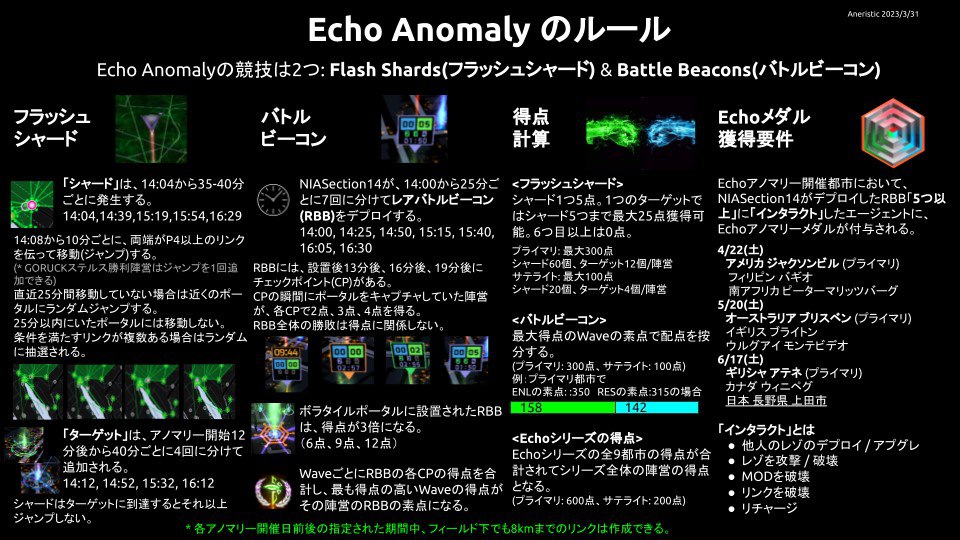 Aneristic 2023/3/31
Echo Anomaly のルール
Echo Anomalyの競技は2つ: Flash Shards(フラッシュシャード) & Battle Beacons(バトルビーコン)
フラッシュ
シャード
「シャード」は、14:04から35-40分
ごとに発生する。
14:04,14:39,15:19,15:54,16:29
14:08から10分ごとに、両端がP4以上のリンク
を伝って移動(ジャンプ)する。
(* GORUCKステルス勝利陣営はジャンプを1回追
加できる)
直近25分間移動していない場合は近くのポー
タルにランダムジャンプする。
25分以内にいたポータルには移動しない。
条件を満たすリンクが複数ある場合はランダム
に抽選される。
「ターゲット」は、アノマリー開始12
分後から40分ごとに4回に分けて
追加される。
14:12, 14:52, 15:32, 16:12
シャードはターゲットに到達するとそれ以上
ジャンプしない。
バトル
ビーコン
00 05
01:50
NIASection14が、14:00から25分ご
とに7回に分けてレアバトルビーコン
(RBB)をデプロイする。
14:00, 14:25, 14:50, 15:15, 15:40,
16:05, 16:30
RBBには、設置後13分後、16分後、19分後に
チェックポイント(CP)がある。
CPの瞬間にポータルをキャプチャしていた陣営
が、各CPで2点、3点、4点を得る。
RBB全体の勝敗は得点に関係しない。
09:44
00 00
00 00
02:57
00 02
02:55
00 05
01:50
ボラタイルポータルに設置されたRBB
は、得点が3倍になる。
(6点、9点、12点)
WaveごとにRBBの各CPの得点を合
計し、最も得点の高いWaveの得点が
その陣営のRBBの素点になる。
得点
計算
<フラッシュシャード>
シャード1つ5点。1つのターゲットで
はシャード5つまで最大25点獲得可
能。6つ目以上は0点。
プライマリ: 最大300点
シャード60個、ターゲット12個/陣営
サテライト: 最大100点
シャード20個、ターゲット4個/陣営
<バトルビーコン>
最大得点のWaveの素点で配点を按
分する。
(プライマリ: 300点、サテライト: 100点)
例: プライマリ都市で
ENLの素点: :350 RESの素点:315の場合
158 142
<Echoシリーズの得点>
Echoシリーズの全9都市の得点が合
計されてシリーズ全体の陣営の得点
となる。
(プライマリ: 600点、サテライト: 200点)
Echoメダル
獲得要件
Echoアノマリー開催都市において、
NIASection14がデプロイしたRBB「5つ以
上」に「インタラクト」したエージェントに、
Echoアノマリーメダルが付与される。
4/22(土)
アメリカ ジャクソンビル (プライマリ)
フィリピン バギオ
南アフリカ ピーターマリッツバーグ
5/20(土)
オーストラリア ブリスベン (プライマリ)
イギリス ブライトン
ウルグアイ モンテビデオ
6/17(土)
ギリシャ アテネ (プライマリ)
カナダ ウィニペグ
日本 長野県 上田市
「インタラクト」とは
● 他人のレゾのデプロイ / アプグレ
● レゾを攻撃 / 破壊
● MODを破壊
● リンクを破壊
● リチャージ
* 各アノマリー開催日前後の指定された期間中、フィールド下でも8kmまでのリンクは作成できる。